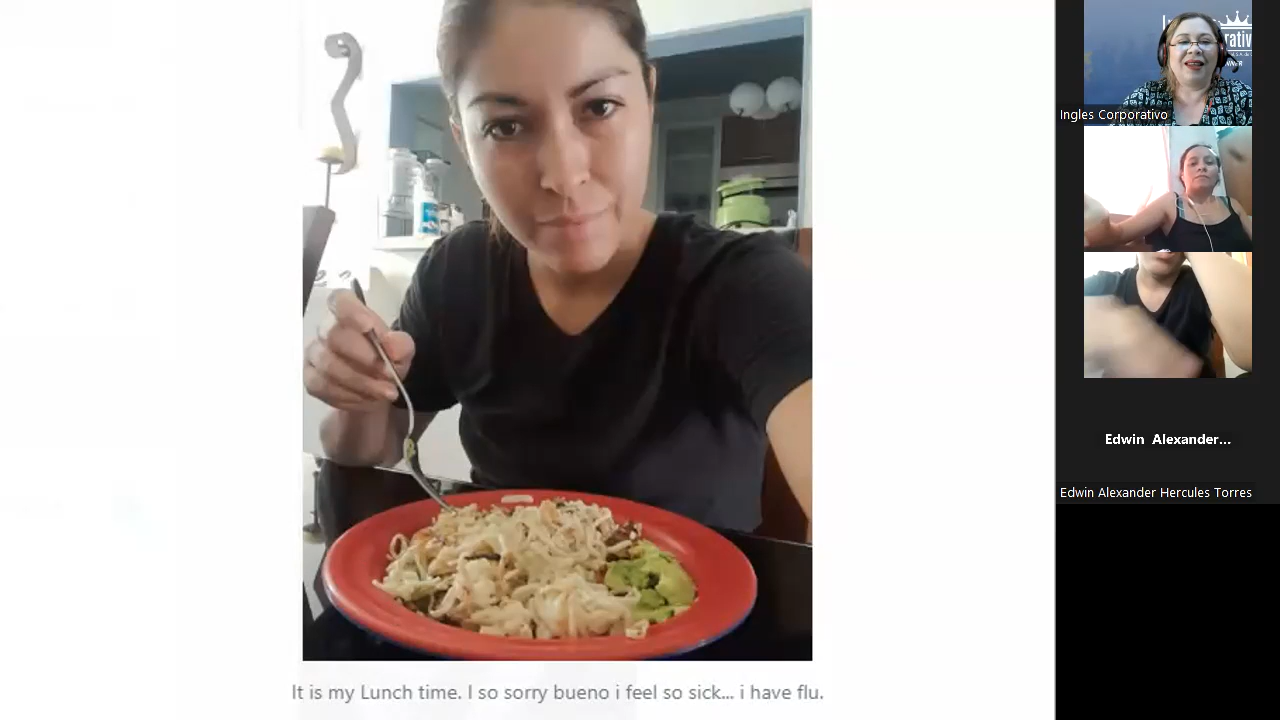 It is my Lunch time. I so sorry bueno i feel so sick... i have flu.
Ingles Corporativo
Edwin Alexander...
Edwin Alexander Hercules Torres